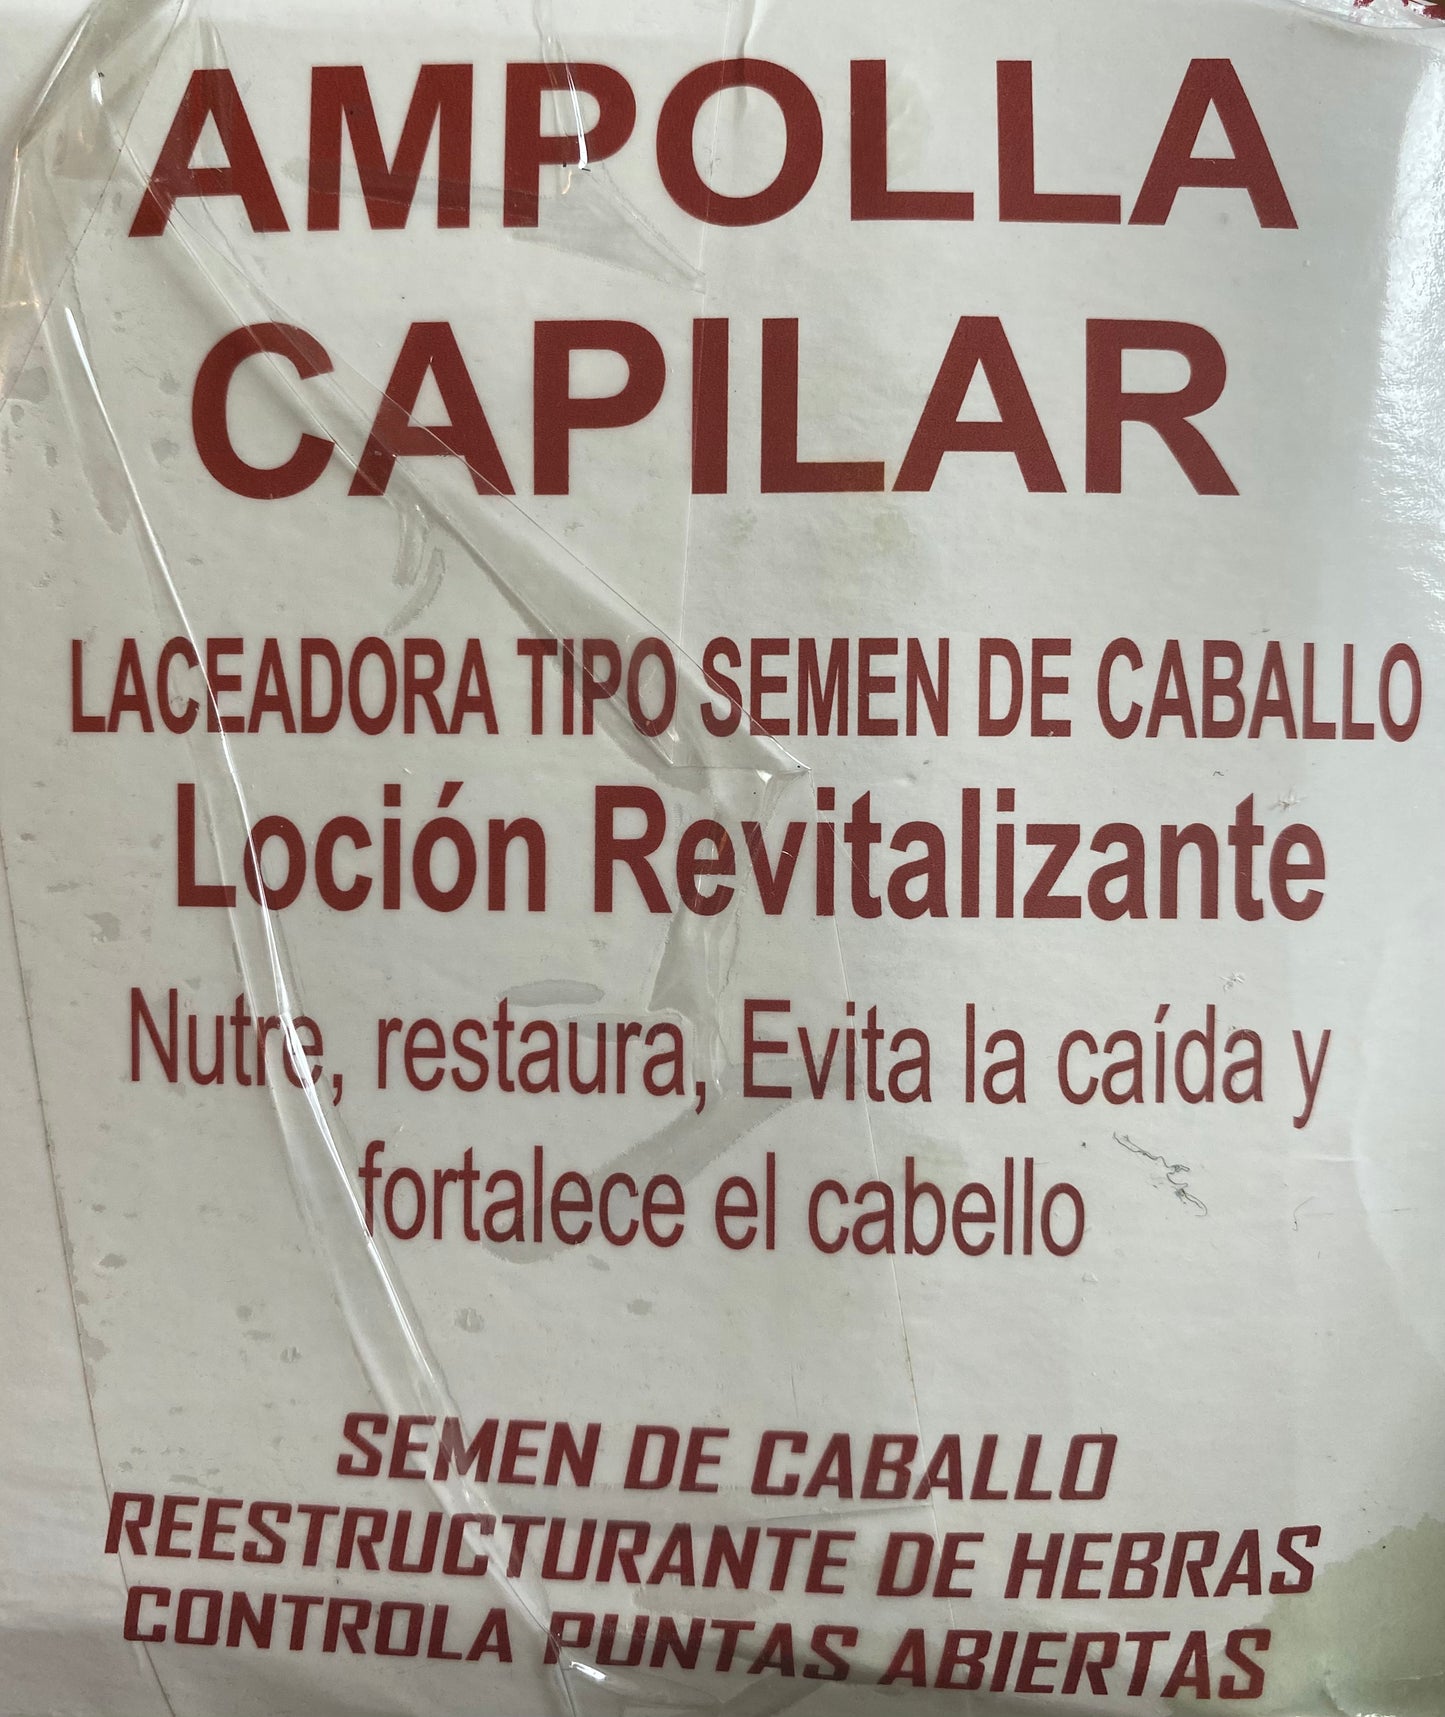 AMPOLLA
CAPILAR
LACEADORA TIPO SEMEN DE CABALLO
Loción Revitalizante
Nutre, restaura, Evita la caída y
fortalece el cabello
SEMEN DE CABALLO
REESTRUCTURANTE DE HEBRAS
CONTROLA PUNTAS ABIERTAS